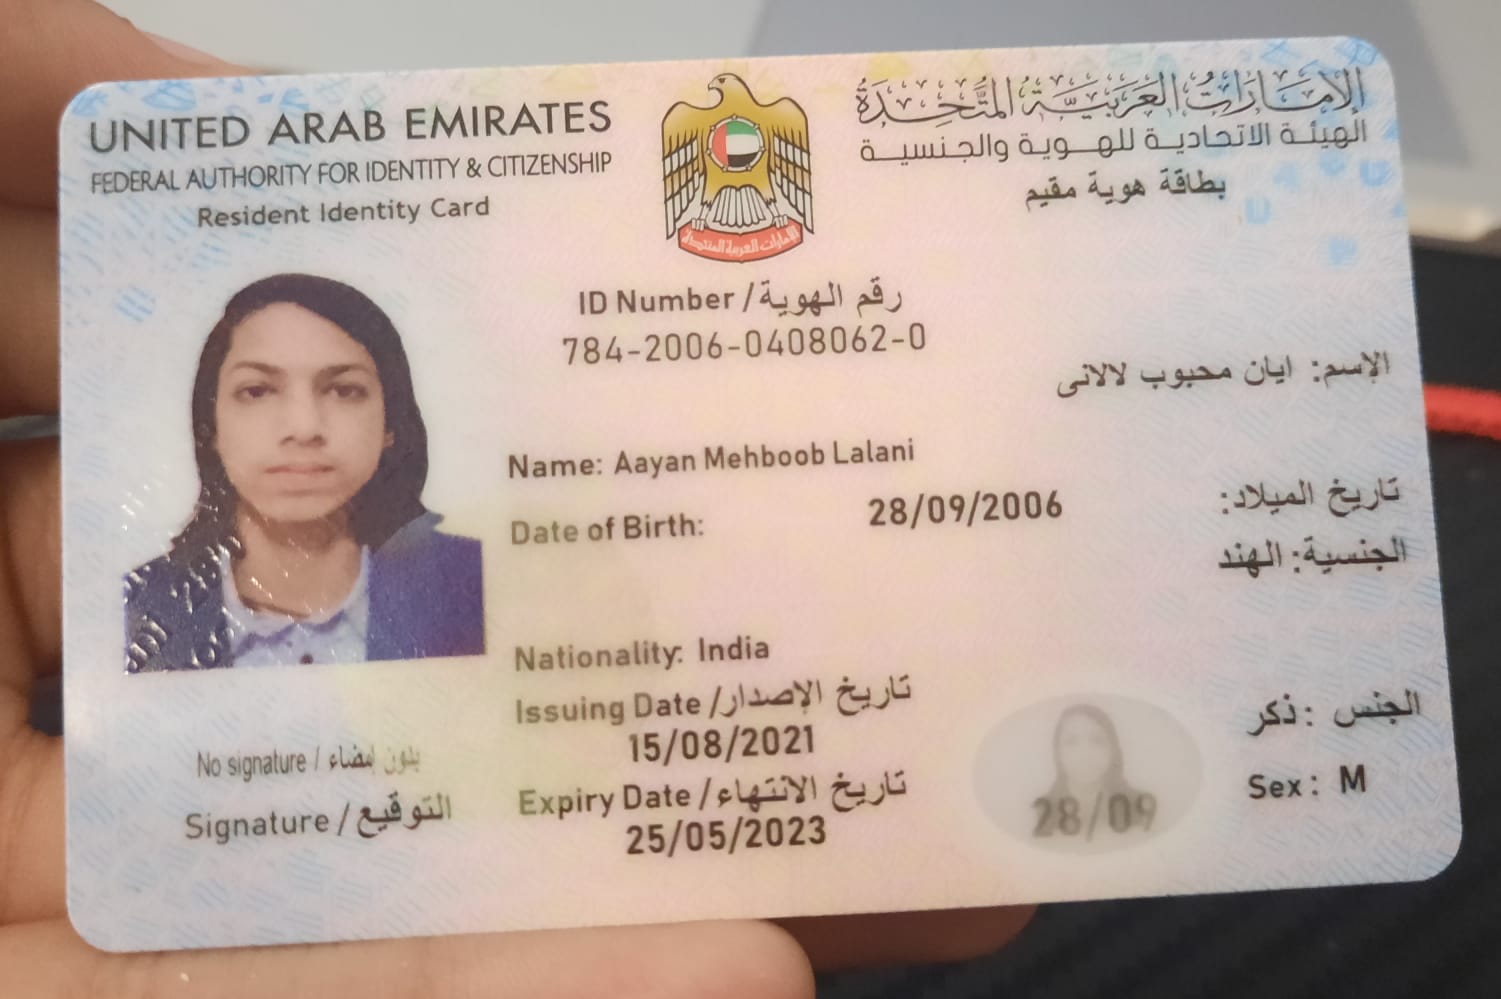 UNITED ARAB EMIRATES
FEDERAL AUTHORITY FOR IDENTITY & CITIZENSHIP
Resident Identity Card
الإمارات العربية المتحدة
الهيئة الاتحادية للهوية والجنسية
بطاقة هوية مقيم
الإمارات العربية المتحدة
ID Number / رقم الهوية
784-2006-0408062-0
الإسم: ايان محبوب لالانى
Name: Aayan Mehboob Lalani
Date of Birth: 28/09/2006 تاريخ الميلاد:
الجنسية: الهند
Nationality: India
Issuing Date / تاريخ الإصدار
15/08/2021
Expiry Date / تاريخ الانتهاء
25/05/2023
الجنس: ذكر
Sex: M
28/09
No signature / بدون إمضاء
Signature / التوقيع